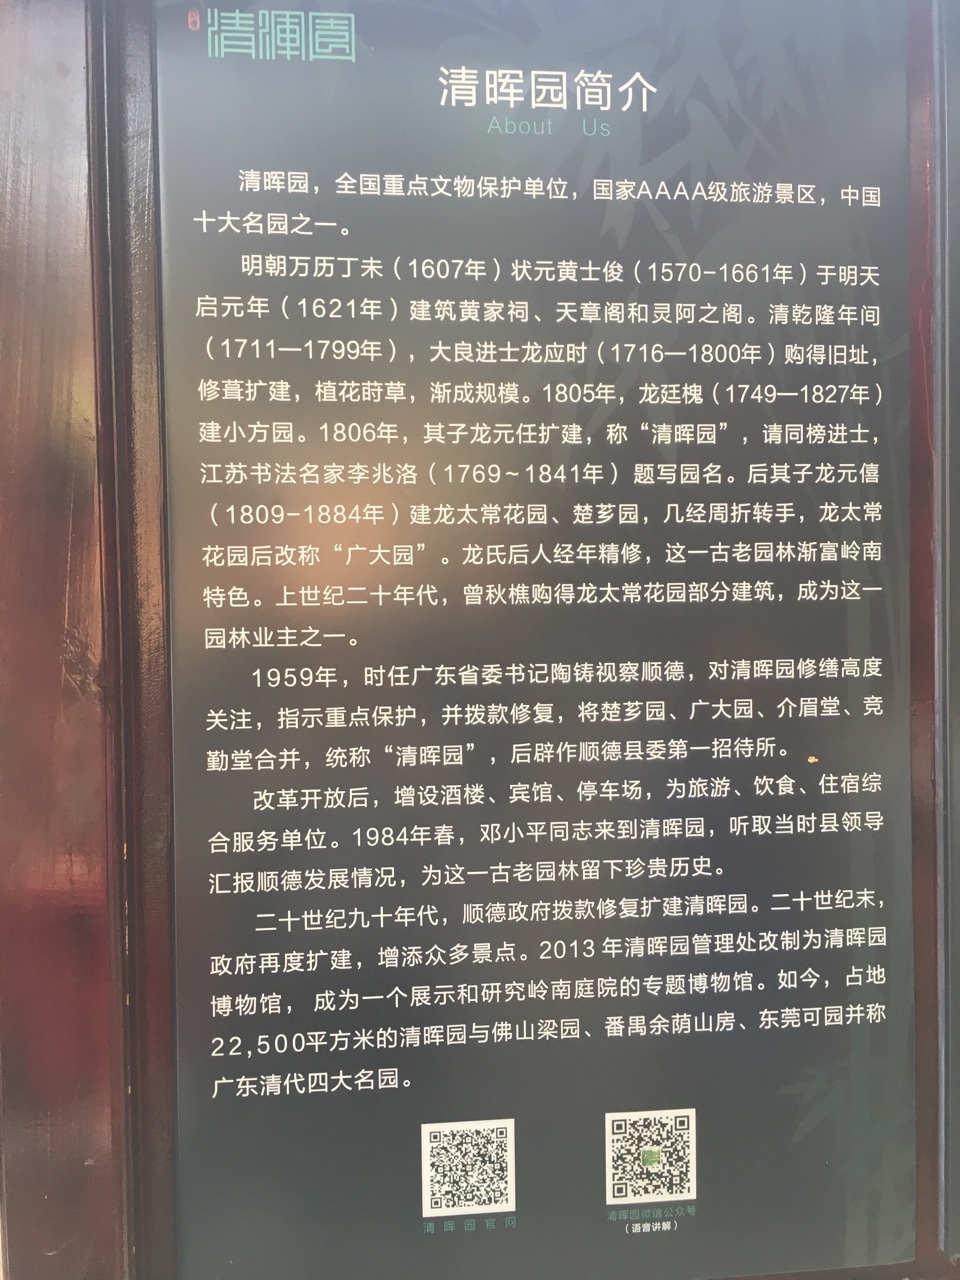 清暉園
清晖园简介
About Us
清晖园，全国重点文物保护单位，国家AAAA级旅游景区，中国
十大名园之一。
明朝万历丁未（1607年）状元黄士俊（1570-1661年）于明天
启元年（1621年）建筑黄家祠、天章阁和灵阿之阁。清乾隆年间
（1711—1799年），大良进士龙应时（1716—1800年）购得旧址，
修葺扩建，植花莳草，渐成规模。1805年，龙廷槐（1749—1827年）
建小方园。1806年，其子龙元任扩建，称“清晖园”，请同榜进士，
江苏书法名家李兆洛（1769~1841年）题写园名。后其子龙元僖
（1809-1884年）建龙太常花园、楚芗园，几经周折转手，龙太常
花园后改称“广大园”。龙氏后人经年精修，这一古老园林渐富岭南
特色。上世纪二十年代，曾秋樵购得龙太常花园部分建筑，成为这一
园林业主之一。
1959年，时任广东省委书记陶铸视察顺德，对清晖园修缮高度
关注，指示重点保护，并拨款修复，将楚芗园、广大园、介眉堂、竞
勤堂合并，统称“清晖园”，后辟作顺德县委第一招待所。
改革开放后，增设酒楼、宾馆、停车场，为旅游、饮食、住宿综
合服务单位。1984年春，邓小平同志来到清晖园，听取当时县领导
汇报顺德发展情况，为这一古老园林留下珍贵历史。
二十世纪九十年代，顺德政府拨款修复扩建清晖园。二十世纪末，
政府再度扩建，增添众多景点。2013年清晖园管理处改制为清晖园
博物馆，成为一个展示和研究岭南庭院的专题博物馆。如今，占地
22,500平方米的清晖园与佛山梁园、番禺余荫山房、东莞可园并称
广东清代四大名园。
清晖园官网
清晖园微信公众号
（语音讲解）